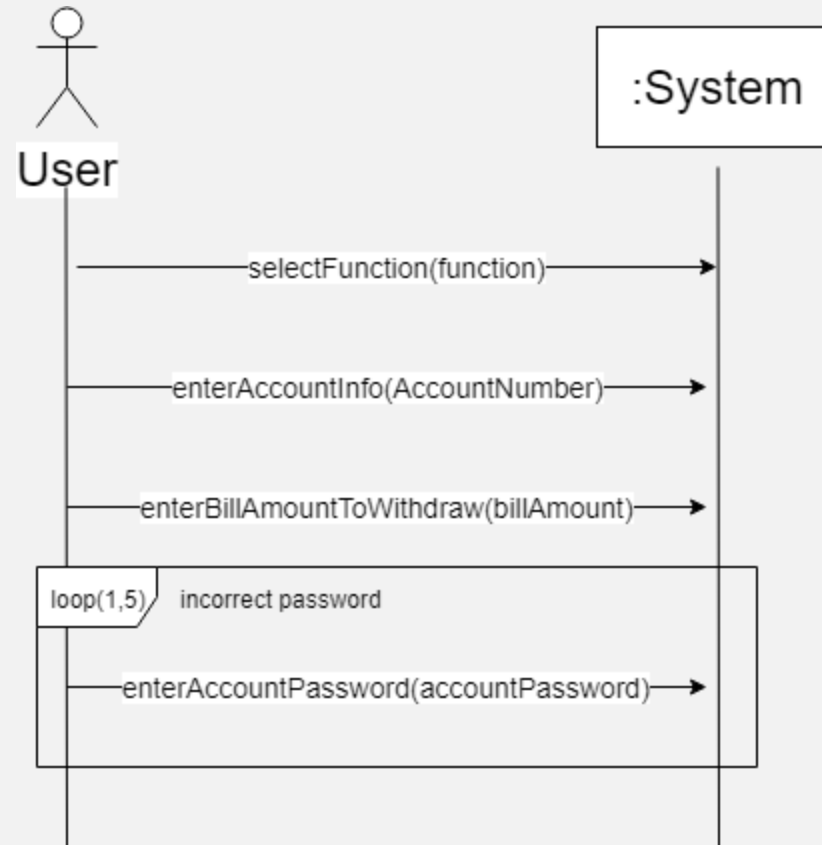 User
:System
selectFunction(function)
enterAccountInfo(AccountNumber)
enterBillAmountToWithdraw(billAmount)
loop(1,5)
incorrect password
enterAccountPassword(accountPassword)